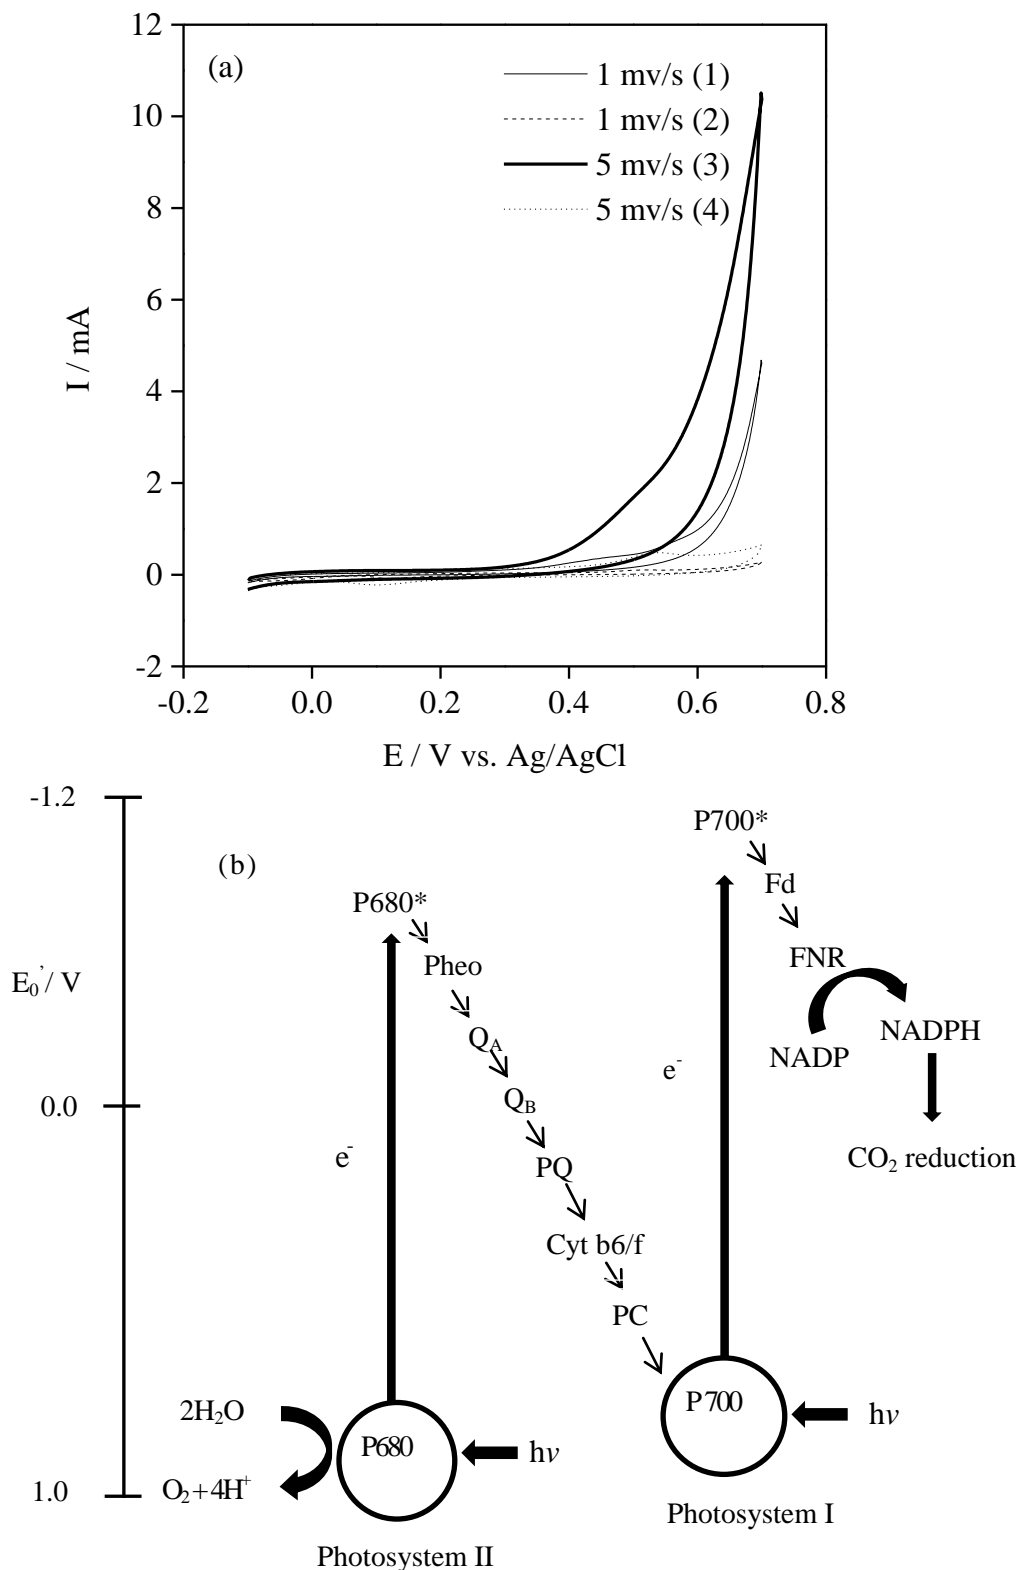 12
(a)
1 mv/s (1)
10
1 mv/s (2)
5 mv/s (3)
8
5 mv/s (4)
6
I / mA
4
2
0
-2
-0.2 0.0 0.2 0.4 0.6 0.8
E / V vs. Ag/AgCl
-1.2
(b)
P700*
Fd
P680*
FNR
Pheo
E₀’/ V
NADPH
Q_A
NADP
e⁻
Q_B
0.0
e⁻
PQ
CO₂ reduction
Cyt b6/f
PC
P700
hν
2H₂O
P680
hν
1.0
O₂+4H⁺
Photosystem I
Photosystem II